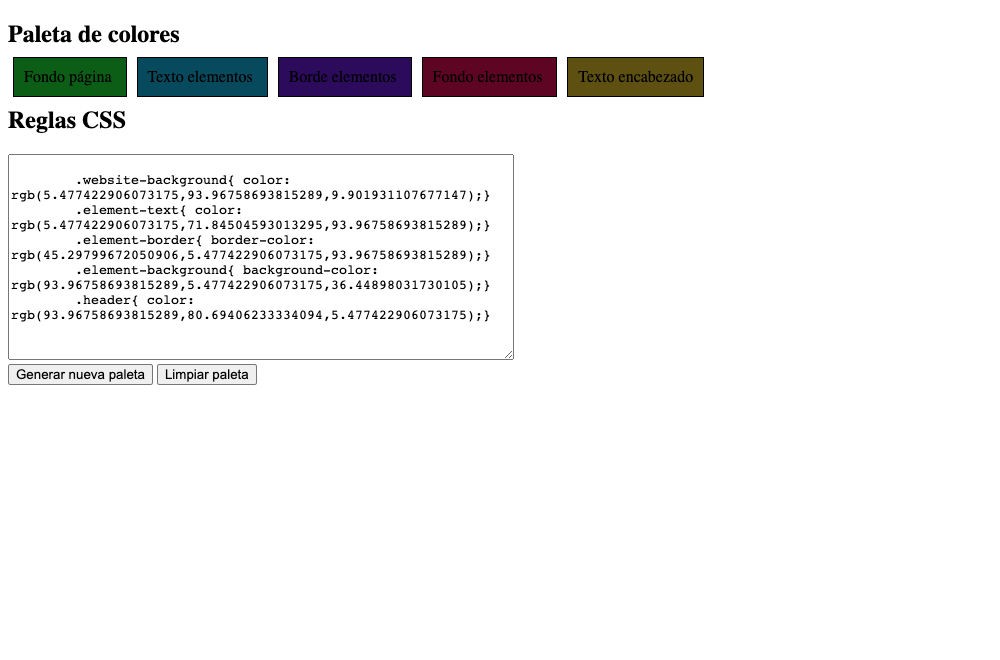 Paleta de colores
Fondo página Texto elementos Borde elementos Fondo elementos Texto encabezado
Reglas CSS
.website-background{ color:
rgb(5.477422906073175,93.96758693815289,9.901931107677147);}
.element-text{ color:
rgb(5.477422906073175,71.84504593013295,93.96758693815289);}
.element-border{ border-color:
rgb(45.29799672050906,5.477422906073175,93.96758693815289);}
.element-background{ background-color:
rgb(93.96758693815289,5.477422906073175,36.44898031730105);}
.header{ color:
rgb(93.96758693815289,80.69406233334094,5.477422906073175);}
Generar nueva paleta Limpiar paleta